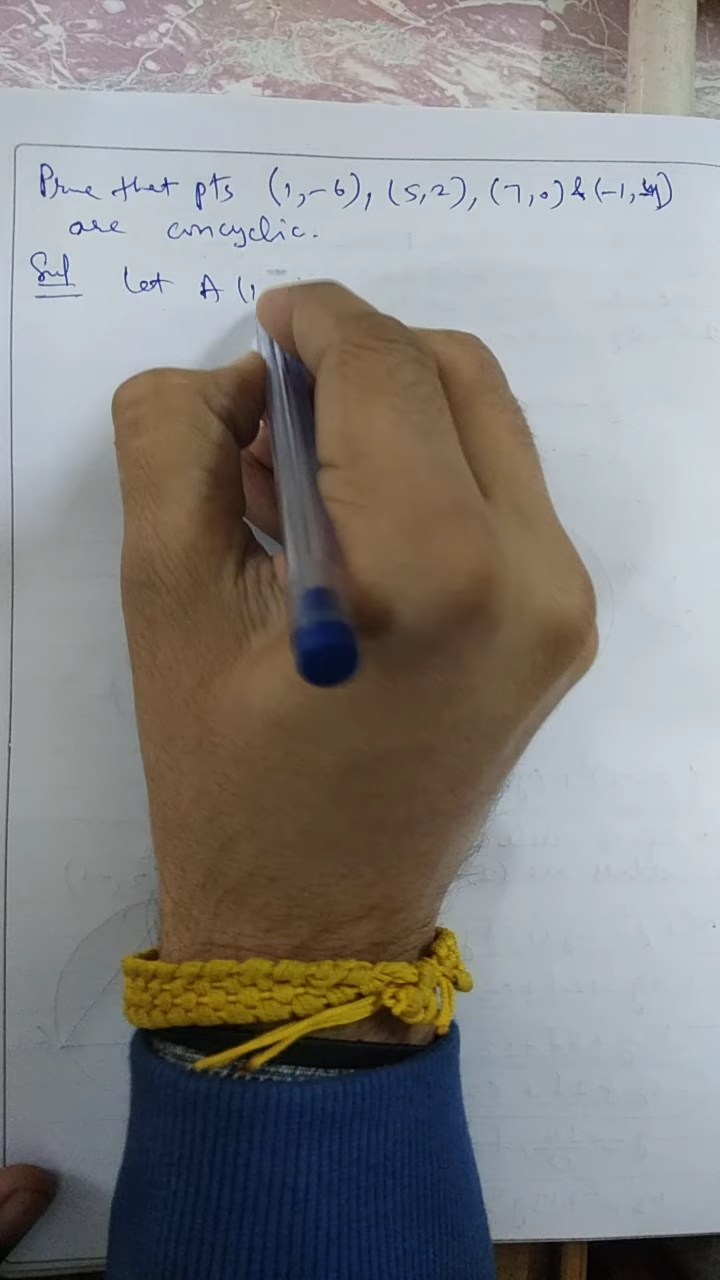 Prove that pts (1,-6), (5,2), (7,0) & (-1,
are concyclic.
Sol Let A (1